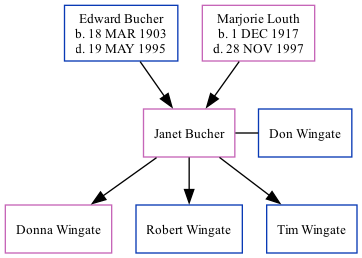 Edward Bucher
b. 18 MAR 1903
d. 19 MAY 1995
Marjorie Louth
b. 1 DEC 1917
d. 28 NOV 1997
Janet Bucher
Don Wingate
Donna Wingate
Robert Wingate
Tim Wingate